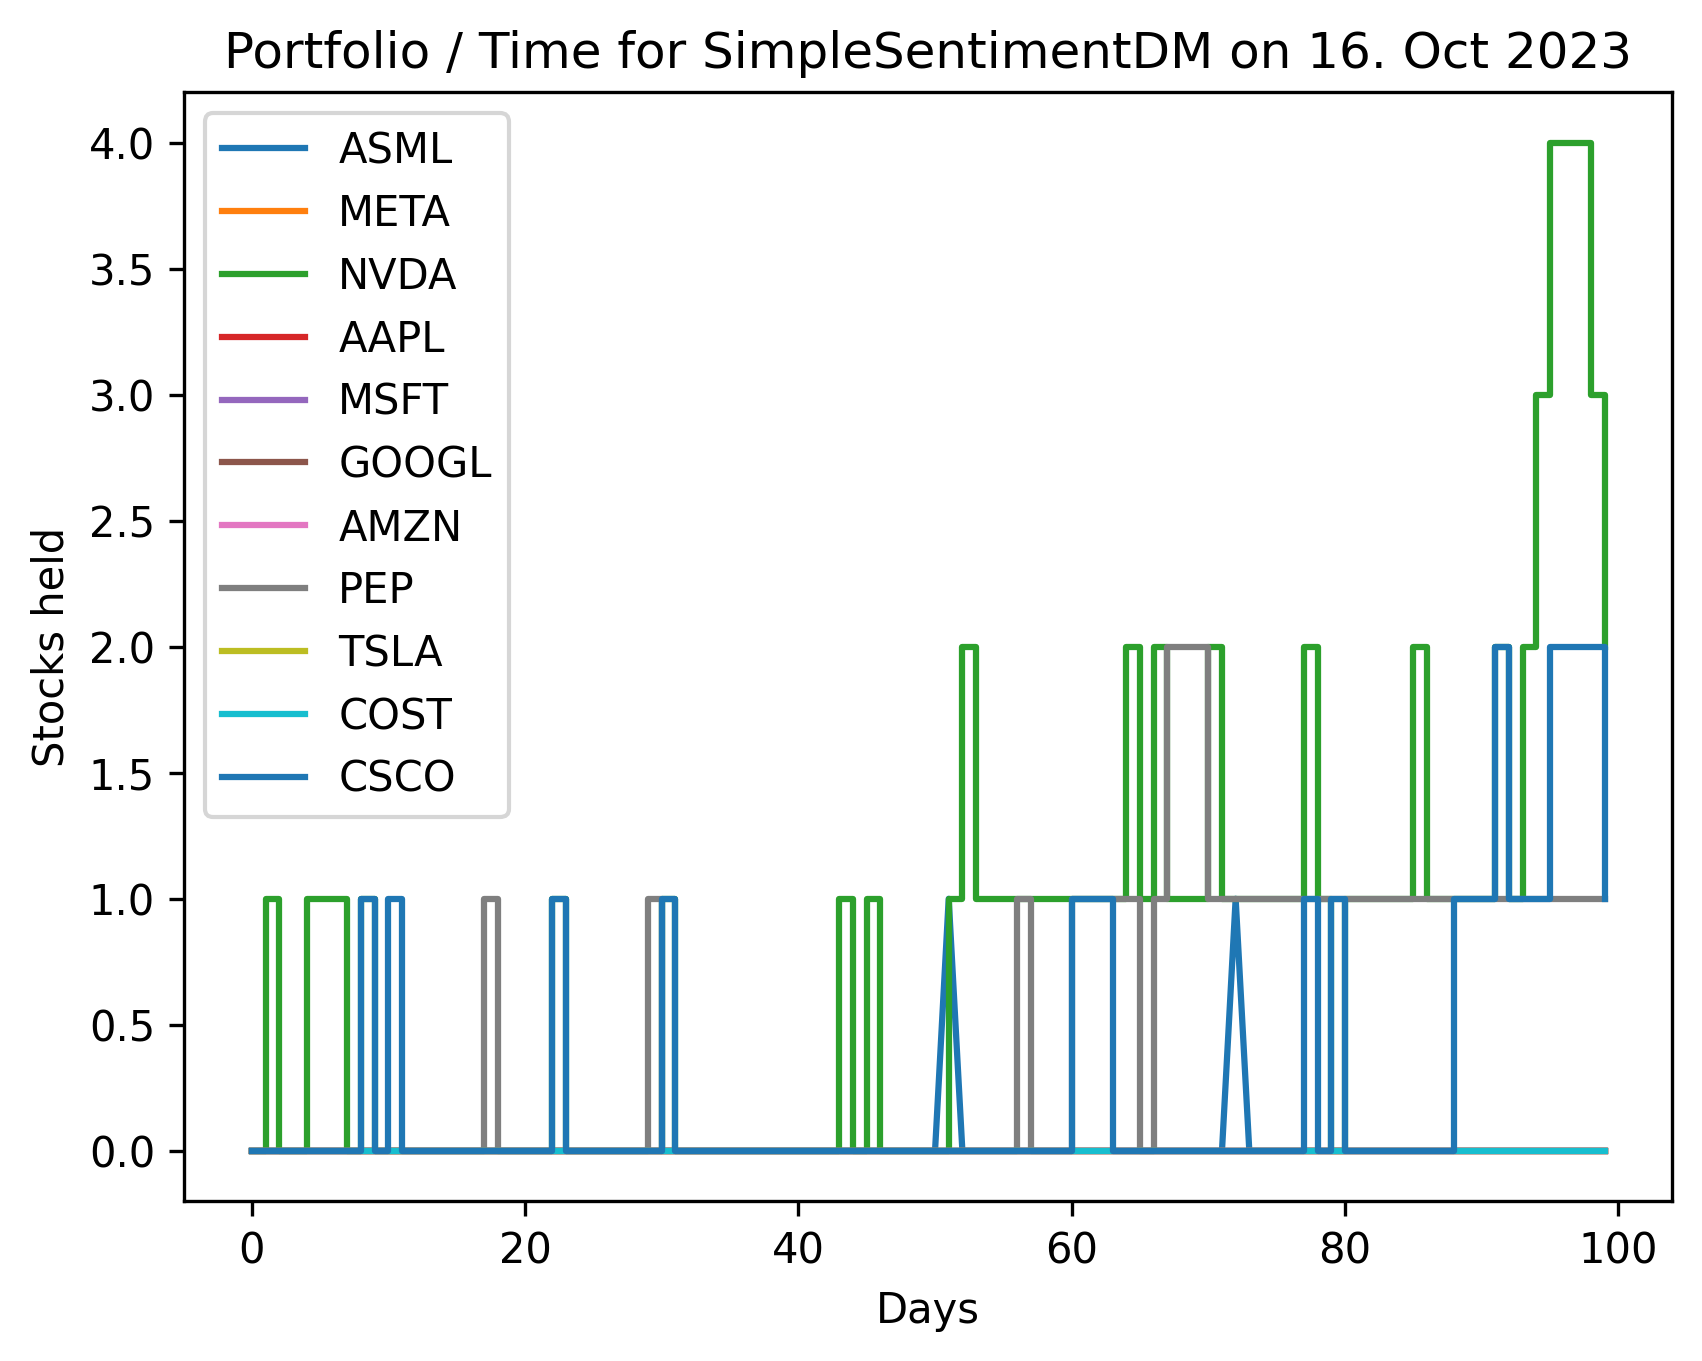 Portfolio / Time for SimpleSentimentDM on 16. Oct 2023
ASML
META
NVDA
AAPL
MSFT
GOOGL
AMZN
PEP
TSLA
COST
CSCO
4.0
3.5
3.0
2.5
2.0
1.5
1.0
0.5
0.0
Stocks held
0 20 40 60 80 100
Days